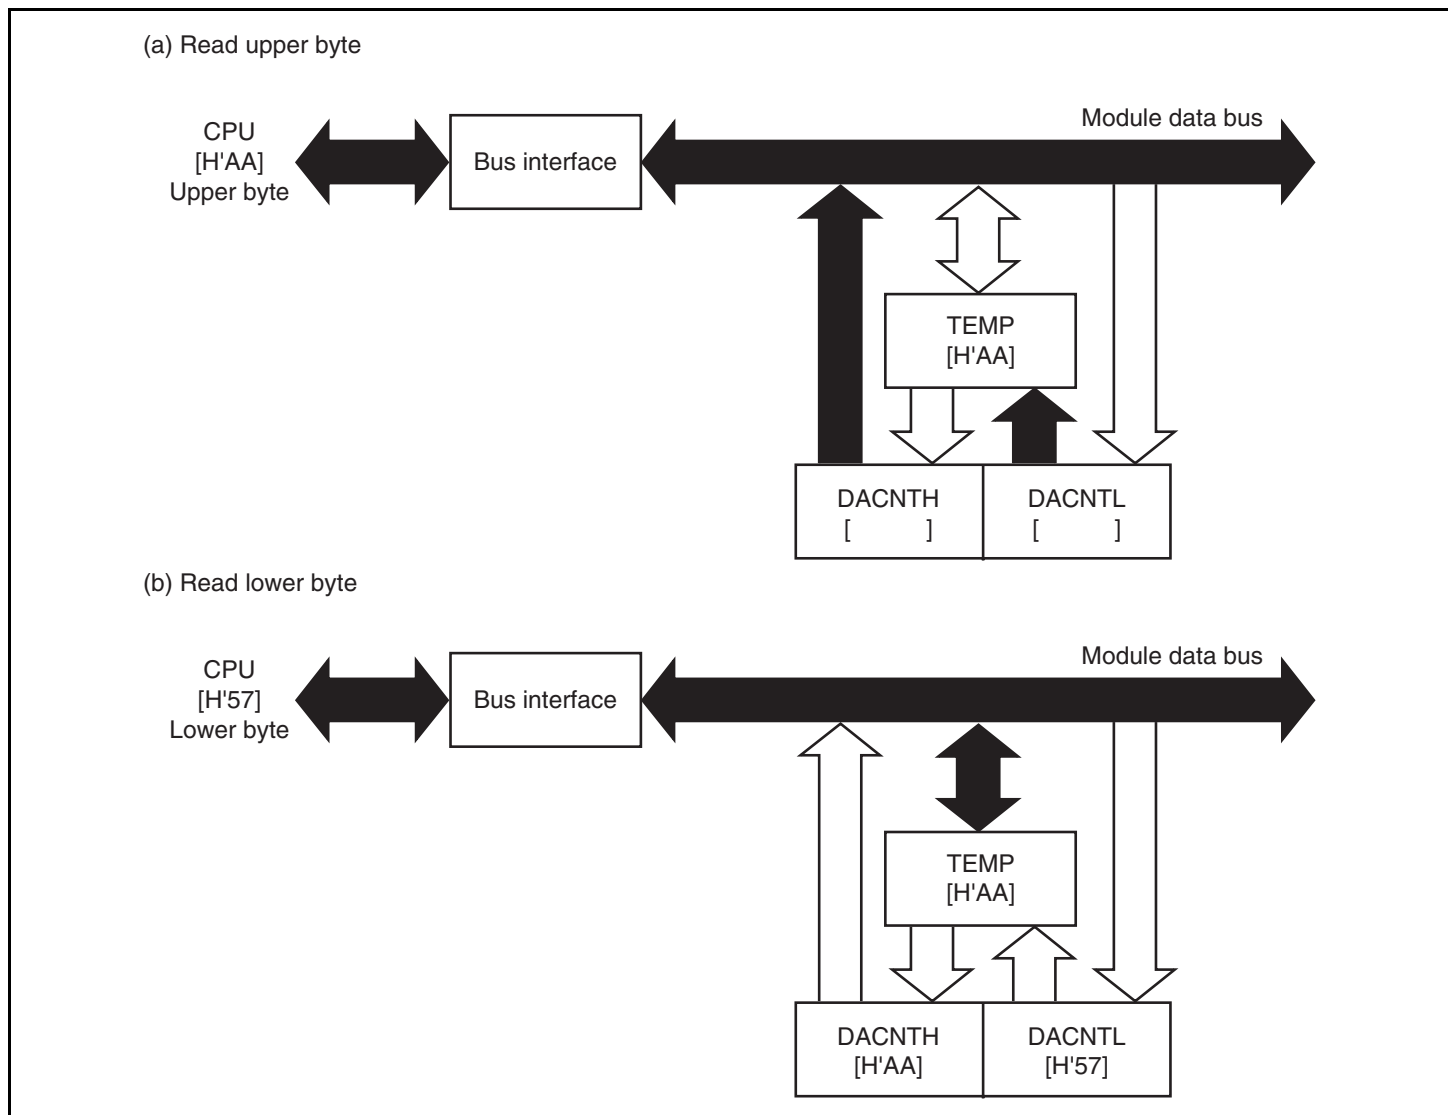 (a) Read upper byte
Module data bus
CPU
[H'AA]
Upper byte
Bus interface
TEMP
[H'AA]
DACNTH
[ ]
DACNTL
[ ]
(b) Read lower byte
Module data bus
CPU
[H'57]
Lower byte
Bus interface
TEMP
[H'AA]
DACNTH
[H'AA]
DACNTL
[H'57]